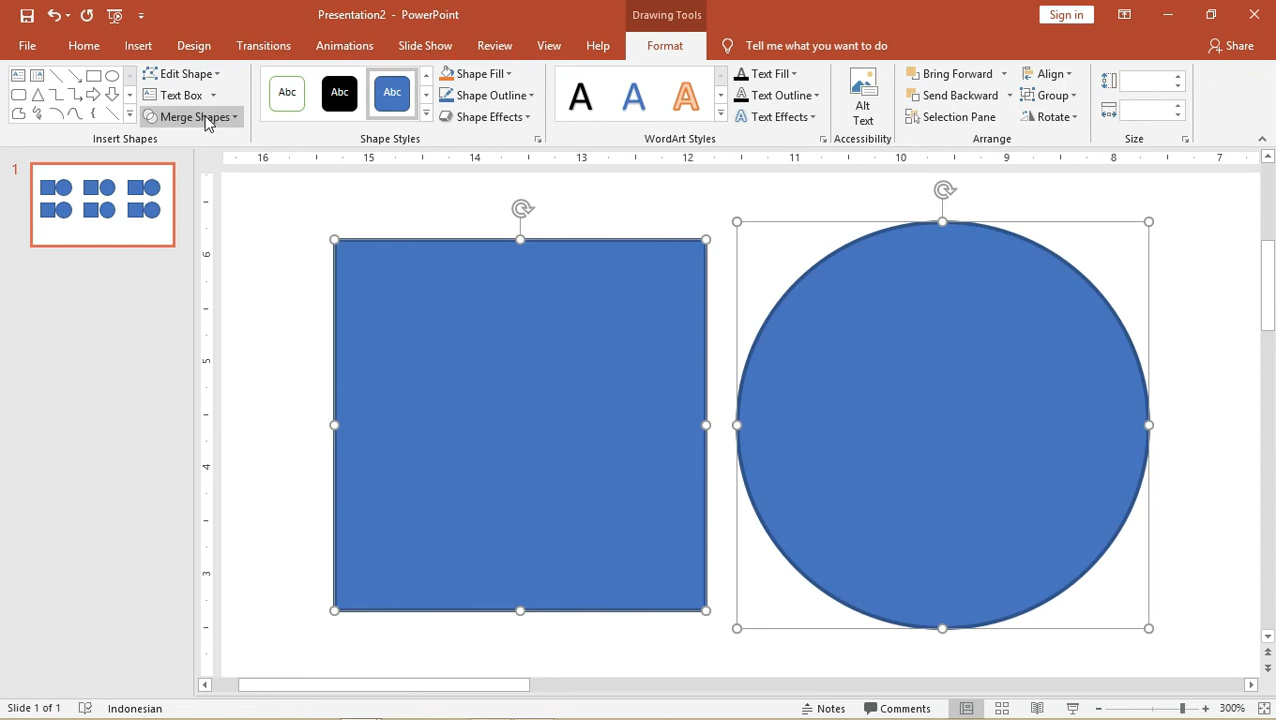 Presentation2 - PowerPoint
Drawing Tools
Sign in
File Home Insert Design Transitions Animations Slide Show Review View Help Format Tell me what you want to do Share
Edit Shape Abc Abc Abc Shape Fill A A A Text Fill Alt Text Bring Forward Align
Text Box Shape Outline Text Outline Send Backward Group
Merge Shapes Shape Effects Text Effects Selection Pane Rotate
Insert Shapes Shape Styles WordArt Styles Accessibility Arrange Size
16 15 14 13 12 11 10 9 8 7
1
6
5
4
3
Slide 1 of 1 Indonesian Notes Comments 300%